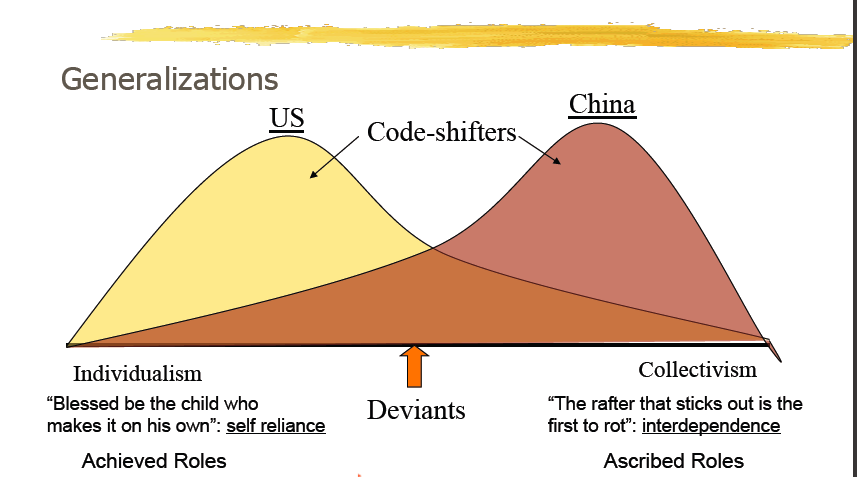 Generalizations
US
China
Code-shifters
Individualism
Collectivism
“Blessed be the child who
makes it on his own”: self reliance
Deviants
“The rafter that sticks out is the
first to rot”: interdependence
Achieved Roles
Ascribed Roles